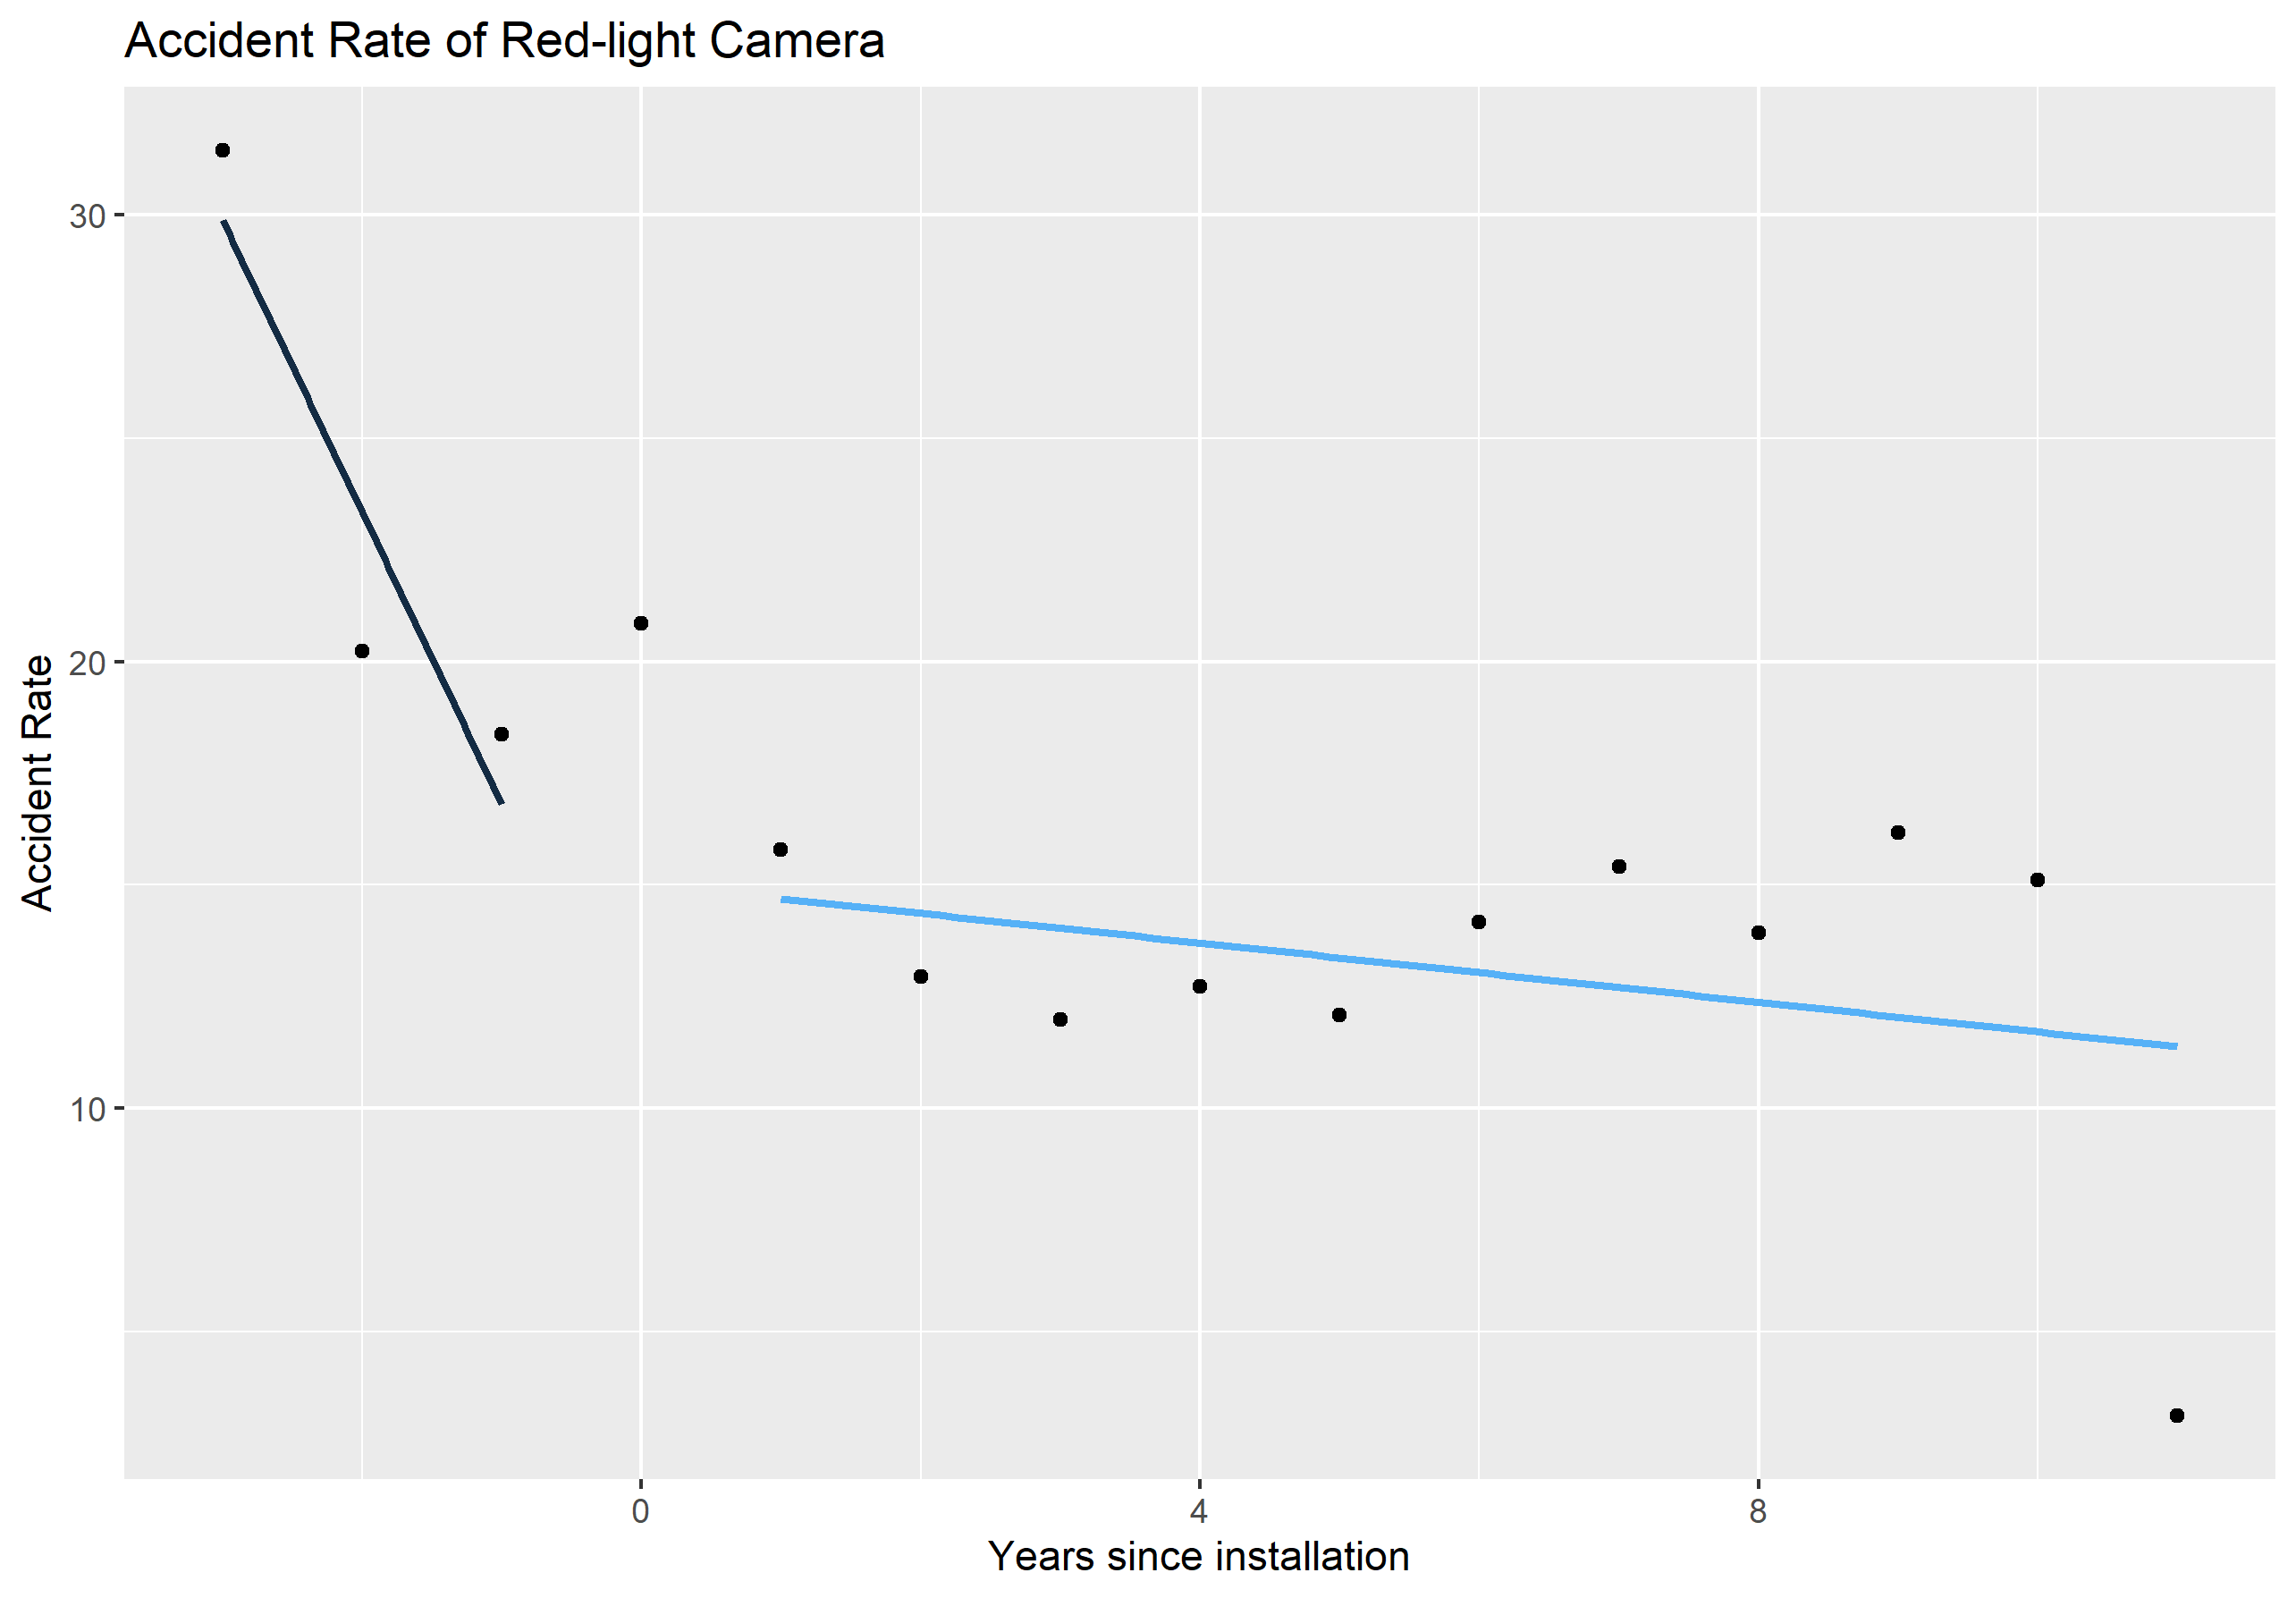 Accident Rate of Red-light Camera
30
20
10
Accident Rate
0
4
8
Years since installation